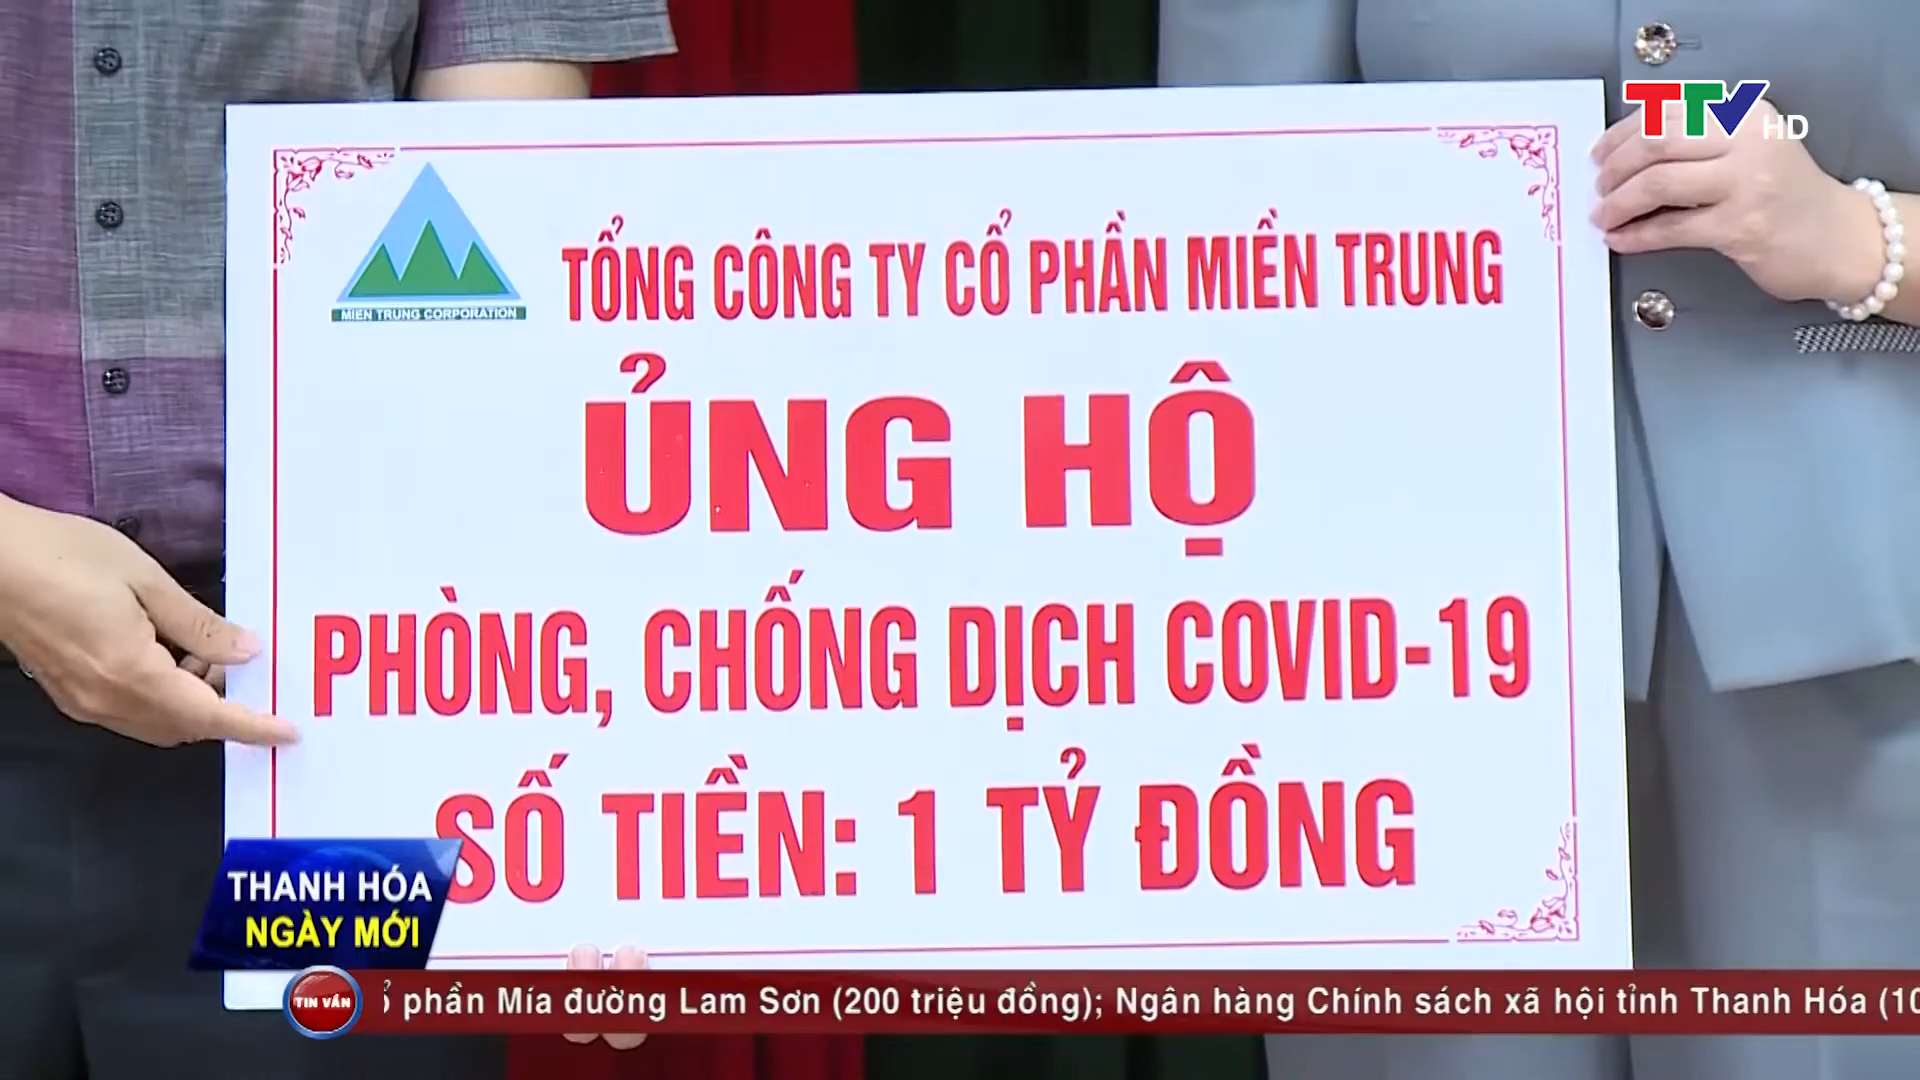 TTV HD
MIEN TRUNG CORPORATION
TỔNG CÔNG TY CỔ PHẦN MIỀN TRUNG
ỦNG HỘ
PHÒNG, CHỐNG DỊCH COVID-19
SỐ TIỀN: 1 TỶ ĐỒNG
THANH HÓA
NGÀY MỚI
TIN VẮN
phần Mía đường Lam Sơn (200 triệu đồng); Ngân hàng Chính sách xã hội tỉnh Thanh Hóa (10